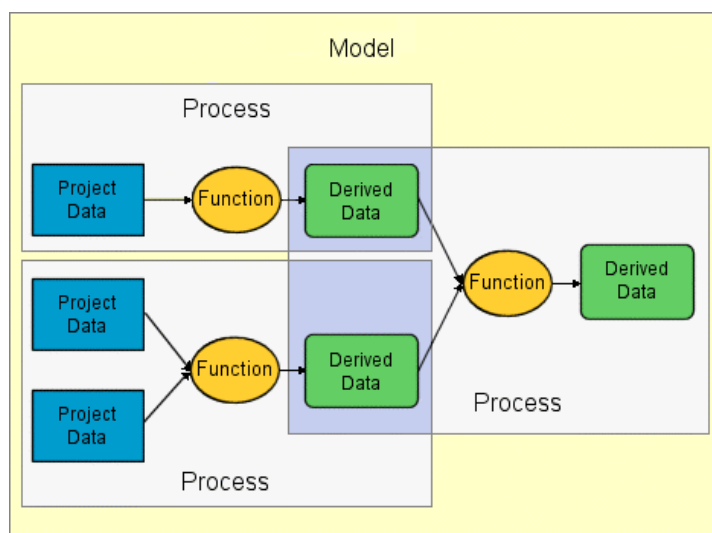 Model
Process
Project
Data
Function
Derived
Data
Project
Data
Function
Derived
Data
Project
Data
Process
Function
Derived
Data
Process